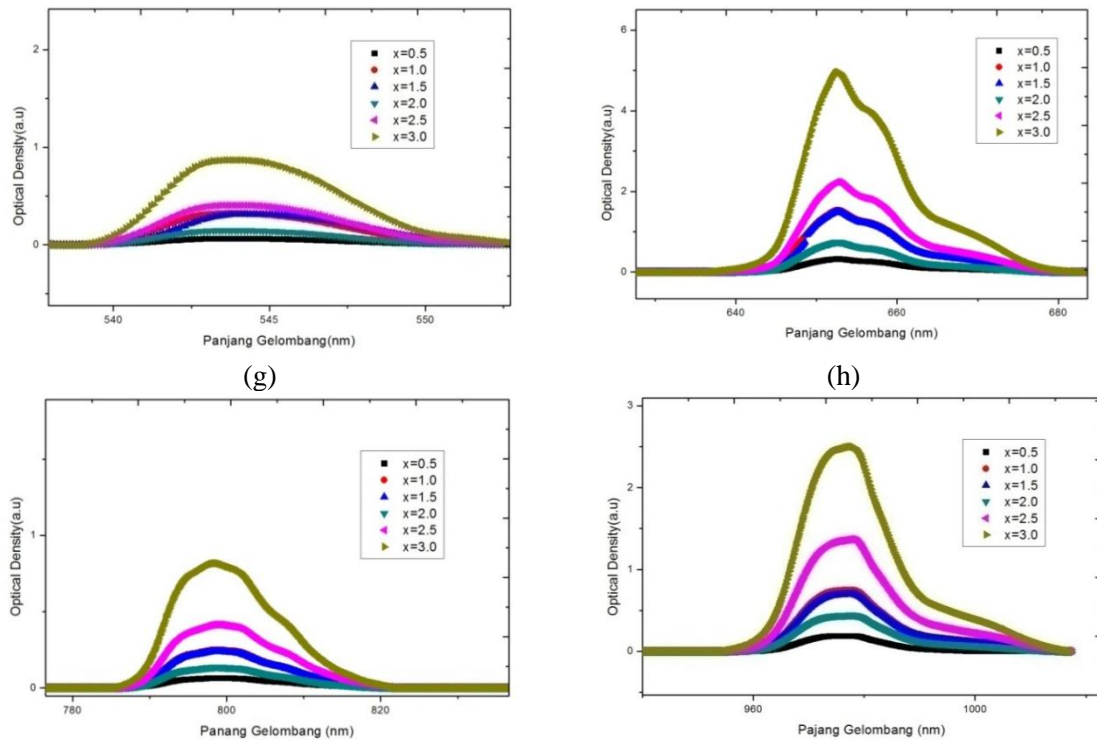 2
1
0
540
545
550
Optical Density(a.u)
Panjang Gelombang(nm)
x=0.5
x=1.0
x=1.5
x=2.0
x=2.5
x=3.0
6
4
2
0
640
660
680
Optical Density(a.u)
Panjang Gelombang (nm)
x=0.5
x=1.0
x=1.5
x=2.0
x=2.5
x=3.0
(g)
(h)
1
0
780
800
820
Optical Density(a.u)
Panang Gelombang (nm)
x=0.5
x=1.0
x=1.5
x=2.0
x=2.5
x=3.0
3
2
1
0
960
1000
Optical Density(a.u)
Pajang Gelombang (nm)
x=0.5
x=1.0
x=1.5
x=2.0
x=2.5
x=3.0